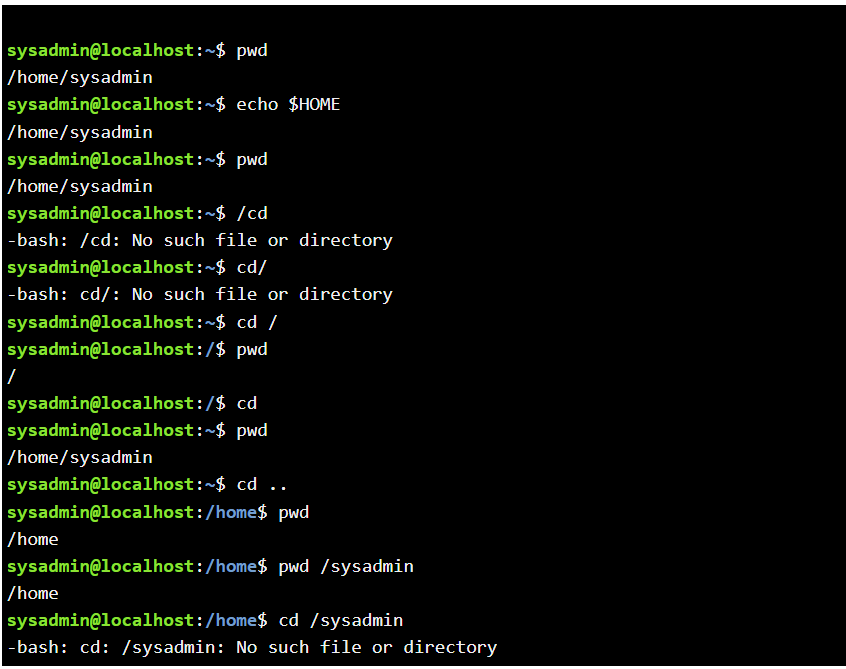 sysadmin@localhost:~$ pwd
/home/sysadmin
sysadmin@localhost:~$ echo $HOME
/home/sysadmin
sysadmin@localhost:~$ pwd
/home/sysadmin
sysadmin@localhost:~$ /cd
-bash: /cd: No such file or directory
sysadmin@localhost:~$ cd/
-bash: cd/: No such file or directory
sysadmin@localhost:~$ cd /
sysadmin@localhost:/$ pwd
/
sysadmin@localhost:/$ cd
sysadmin@localhost:~$ pwd
/home/sysadmin
sysadmin@localhost:~$ cd ..
sysadmin@localhost:/home$ pwd
/home
sysadmin@localhost:/home$ pwd /sysadmin
/home
sysadmin@localhost:/home$ cd /sysadmin
-bash: cd: /sysadmin: No such file or directory